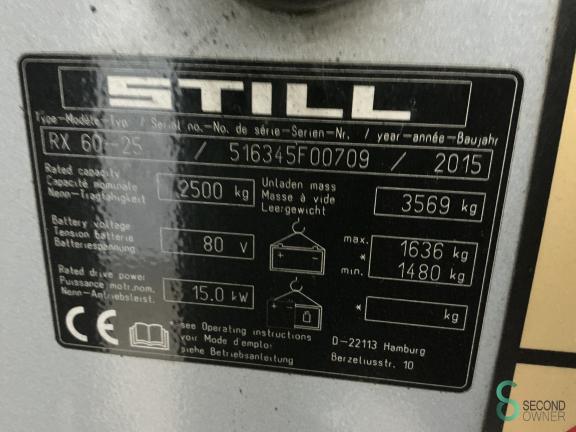 STILL
Type-Modèle-Typ. / Serial no.-No. de série-Serien-Nr. / year-année-Baujahr
RX 60-25 / 516345F00709 / 2015
Rated capacity
Capacité nominale
Nenn-Tragfähigkeit
2500 kg
Unladen mass
Masse à vide
Leergewicht
3569 kg
Battery voltage
Tension batterie
Batteriespannung
80 V
max. 1636 kg
*
min. 1480 kg
Rated drive power
Puissance motr.nom.
Nenn-Antriebsleist.
15.0 kW
* kg
CE
* see Operating instructions
voir Mode d'emploi
siehe Betriebsanleitung
D-22113 Hamburg
Berzeliusstr. 10
SECOND
OWNER